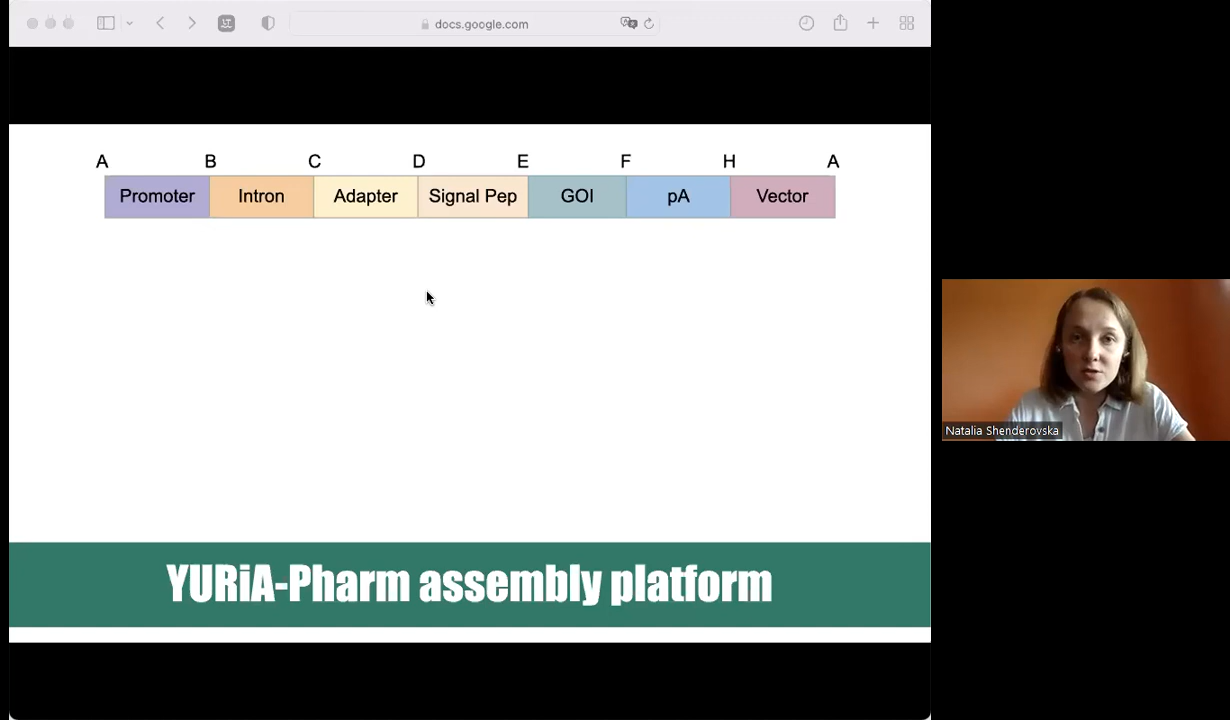 docs.google.com
A B C D E F H A
Promoter Intron Adapter Signal Pep GOI pA Vector
Natalia Shenderovska
YURiA-Pharm assembly platform